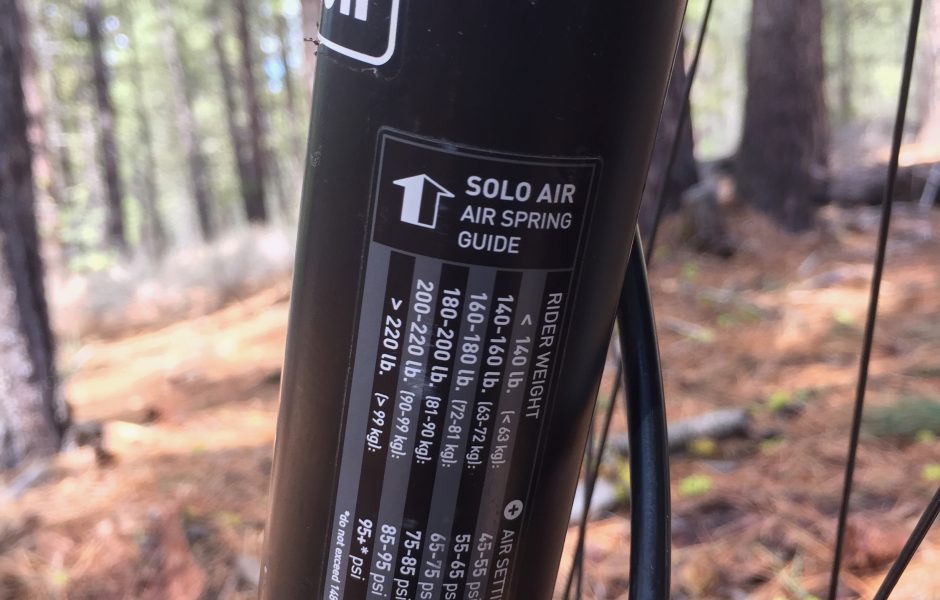 SOLO AIR
AIR SPRING
GUIDE
RIDER WEIGHT + AIR
< 140 lb. (< 63 kg): 45-55 psi
140-160 lb. (63-72 kg): 55-65 psi
160-180 lb. (72-81 kg): 65-75 psi
180-200 lb. (81-90 kg): 75-85 psi
200-220 lb. (90-99 kg): 85-95 psi
> 220 lb. (> 99 kg): 95+* psi
*do not exceed